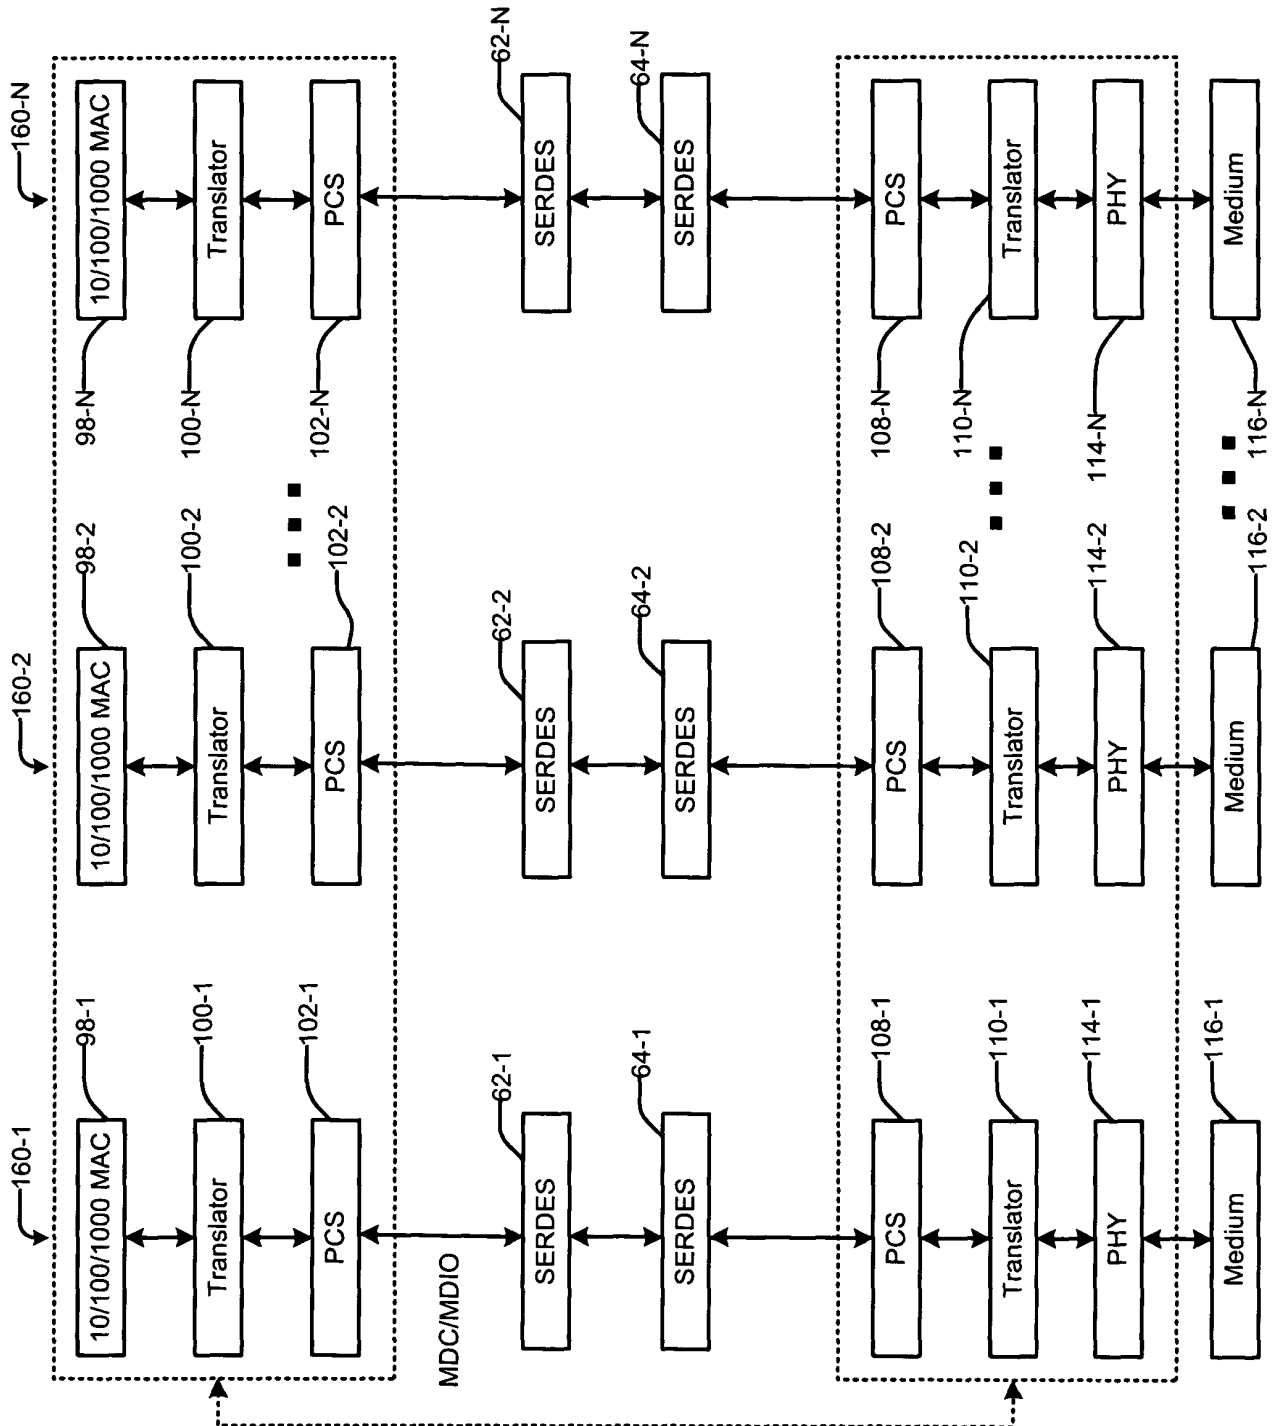 160-1
10/100/1000 MAC
98-1
Translator
100-1
PCS
102-1
MDC/MDIO
SERDES
62-1
SERDES
64-1
PCS
108-1
Translator
110-1
PHY
114-1
Medium
116-1
160-2
10/100/1000 MAC
98-2
Translator
100-2
PCS
102-2
SERDES
62-2
SERDES
64-2
PCS
108-2
Translator
110-2
PHY
114-2
Medium
116-2
160-N
10/100/1000 MAC
98-N
Translator
100-N
PCS
102-N
SERDES
62-N
SERDES
64-N
PCS
108-N
Translator
110-N
PHY
114-N
Medium
116-N